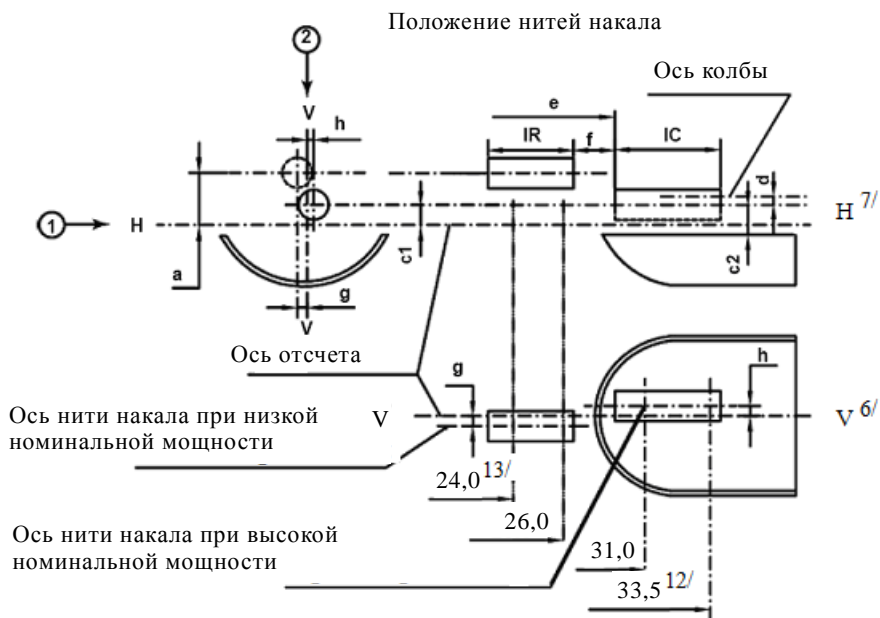 Положение нитей накала
2
Ось колбы
V
h
e
IR
f
IC
d
1
H
H 7/
a
c1
c2
g
V
Ось отсчета
g
h
Ось нити накала при низкой
номинальной мощности
V
V 6/
24,0 13/
26,0
Ось нити накала при высокой
номинальной мощности
31,0
33,5 12/